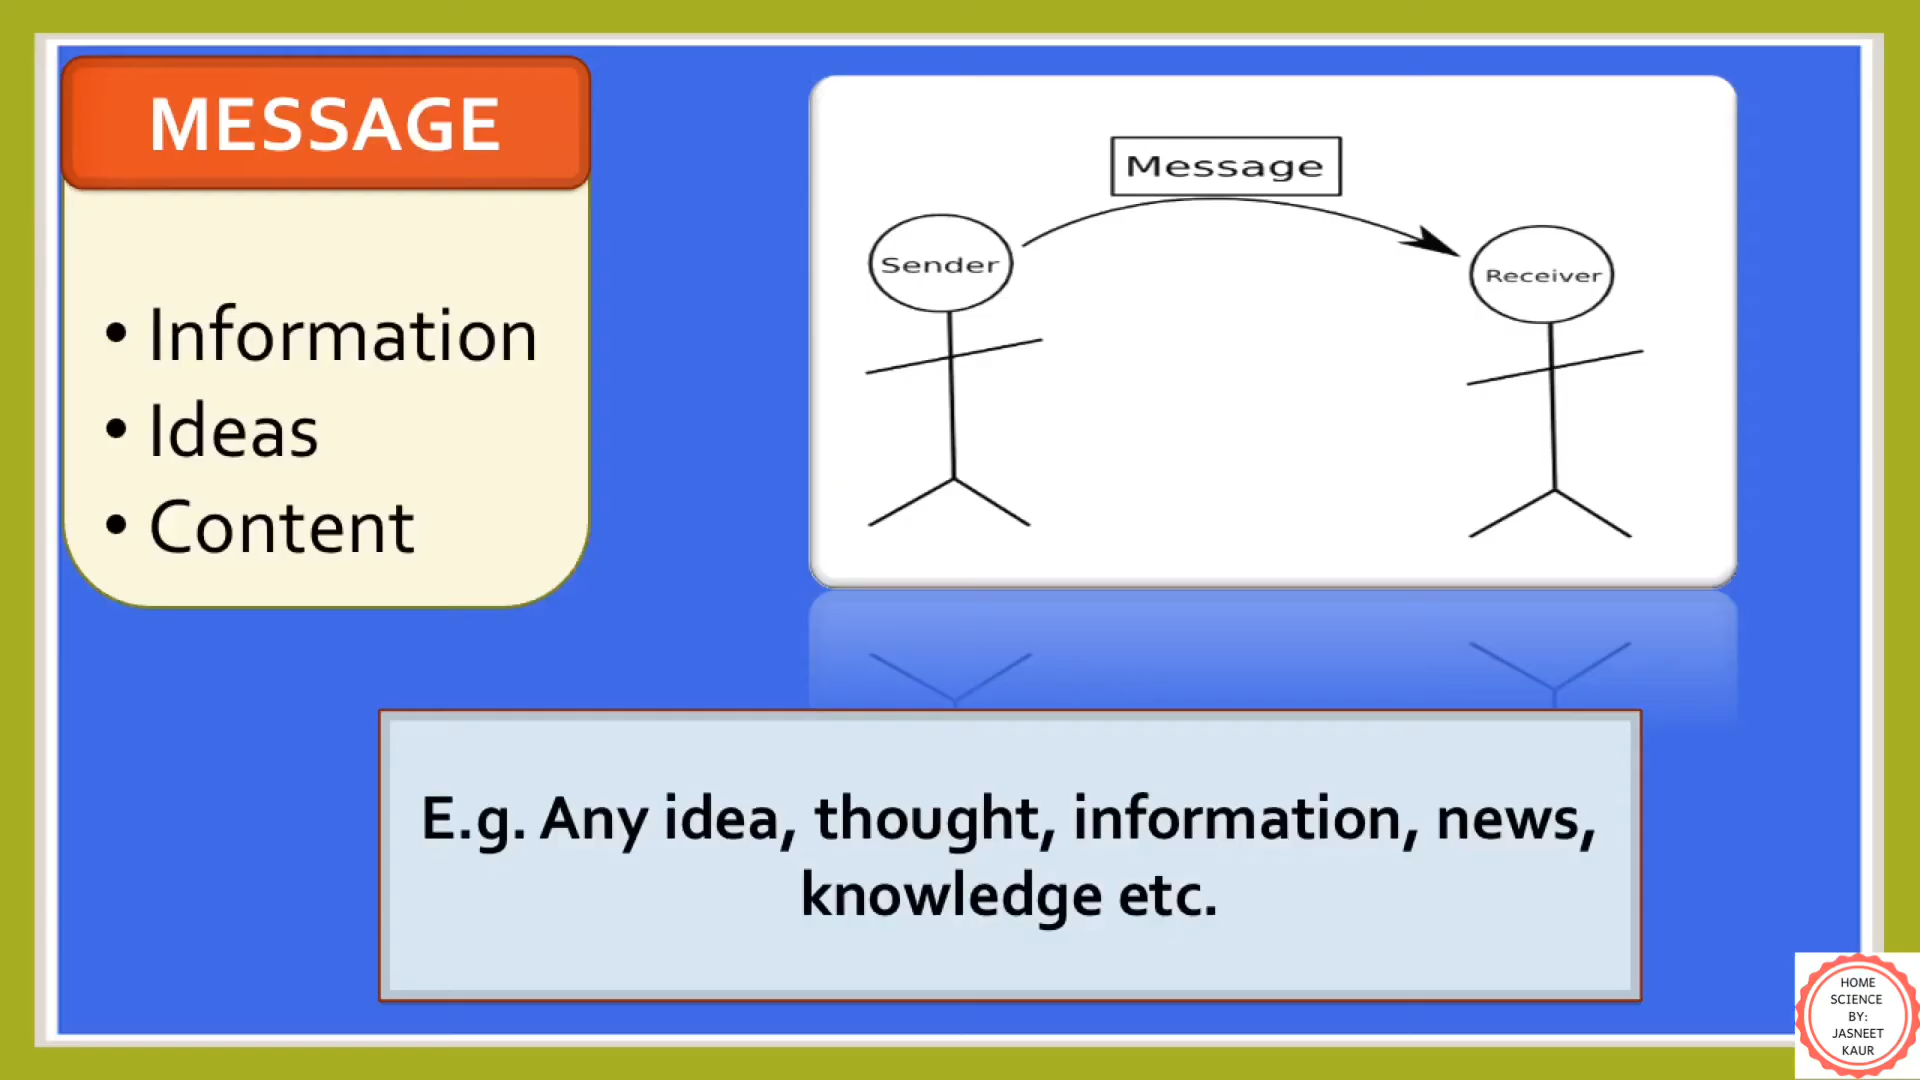 MESSAGE
• Information
• Ideas
• Content
Message
Sender
Receiver
E.g. Any idea, thought, information, news,
knowledge etc.
HOME
SCIENCE
BY:
JASNEET
KAUR